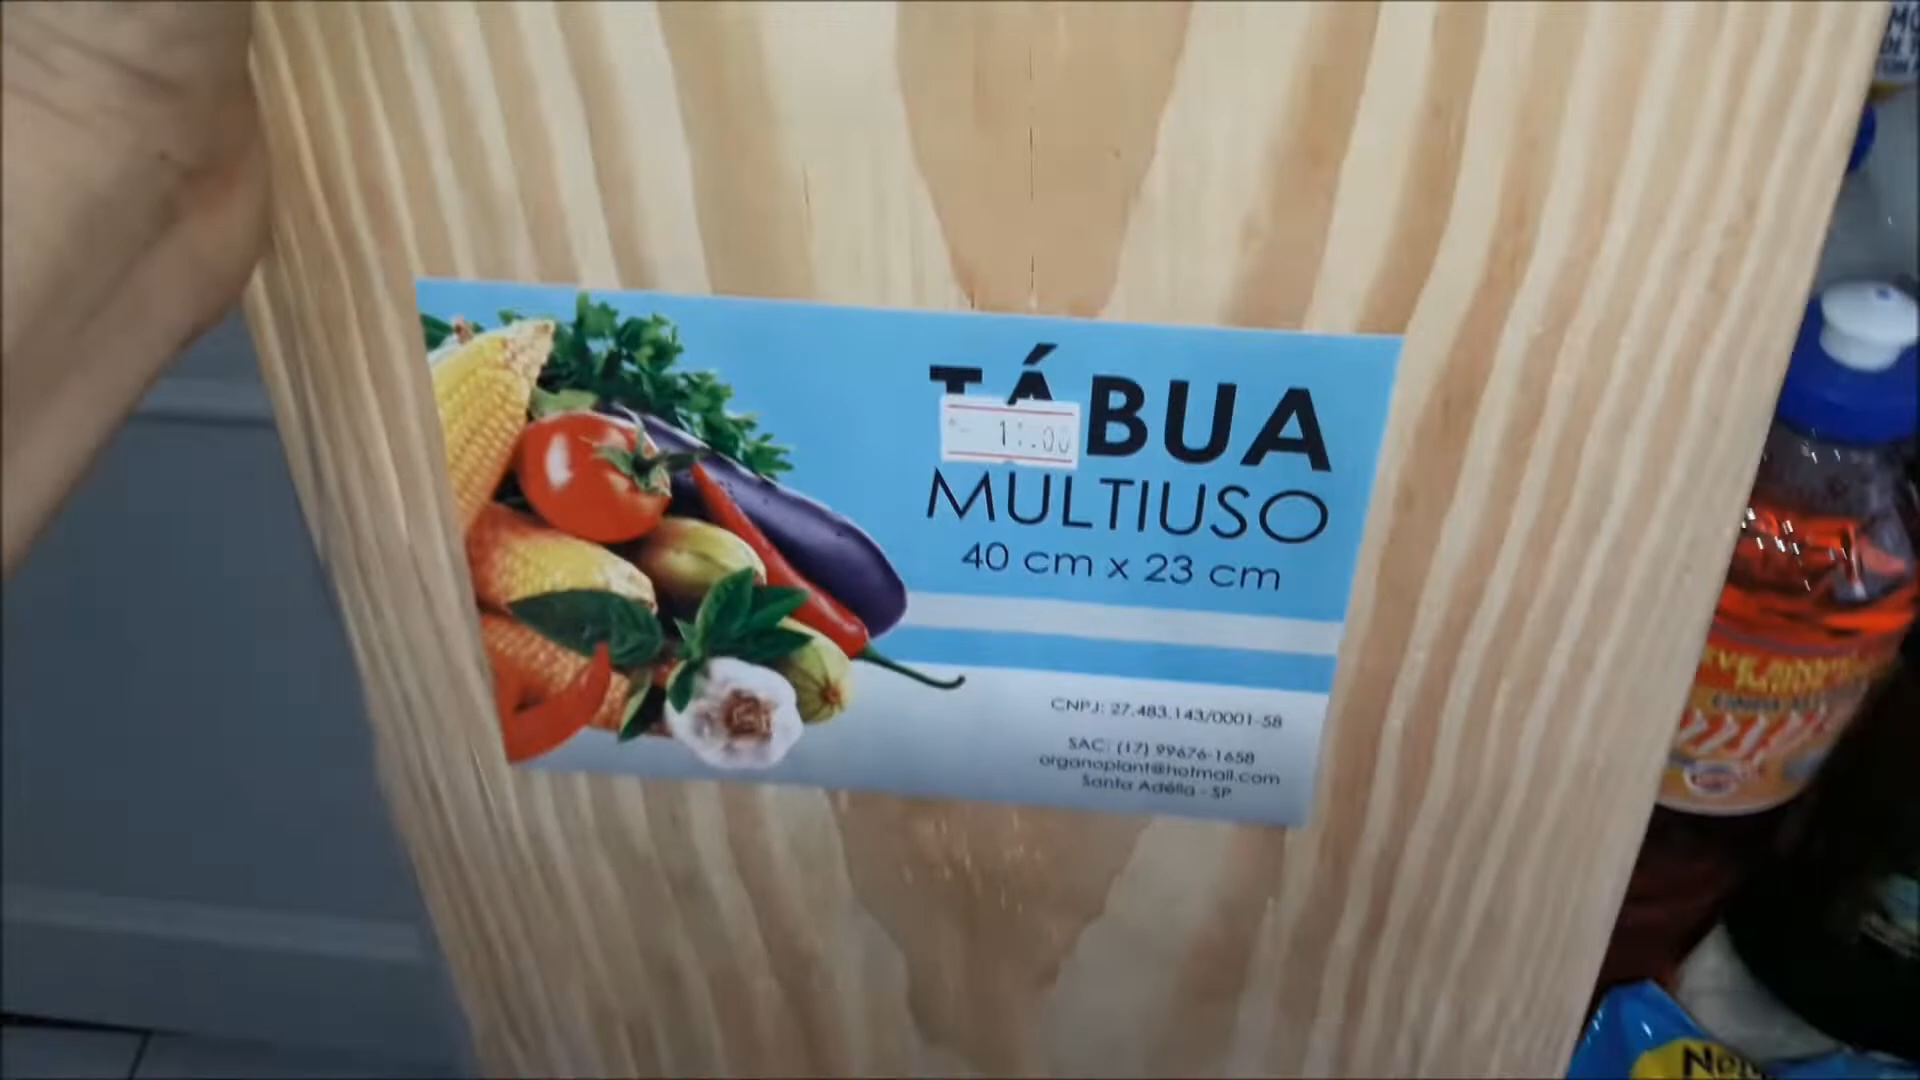 TÁBUA
MULTIUSO
40 cm x 23 cm
CNPJ: 27.483.143/0001-58
SAC: (17) 99676-1658
organoplant@hotmail.com
Santa Adélia - SP